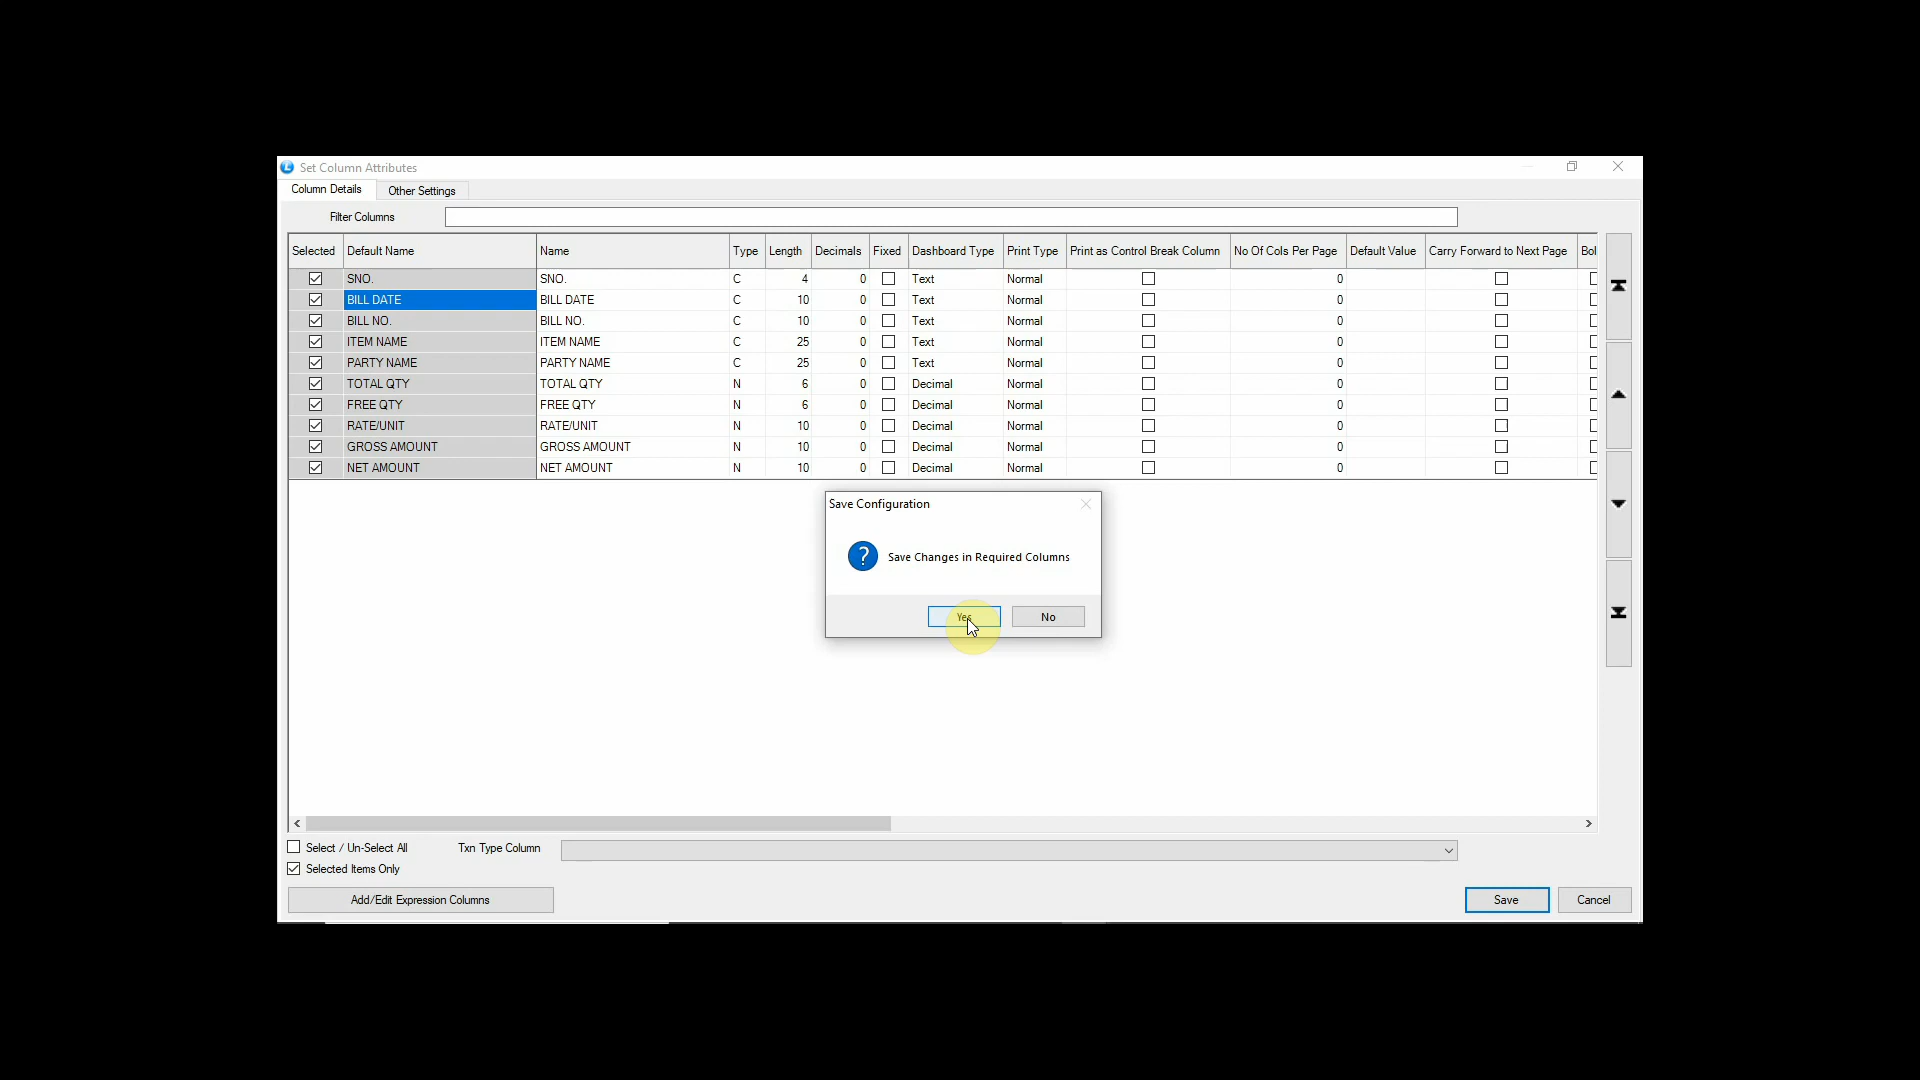 Set Column Attributes
Column Details Other Settings
Filter Columns
Selected Default Name Name Type Length Decimals Fixed Dashboard Type Print Type Print as Control Break Column No Of Cols Per Page Default Value Carry Forward to Next Page Bol
SNO. SNO. C 4 0 Text Normal 0
BILL DATE BILL DATE C 10 0 Text Normal 0
BILL NO. BILL NO. C 10 0 Text Normal 0
ITEM NAME ITEM NAME C 25 0 Text Normal 0
PARTY NAME PARTY NAME C 25 0 Text Normal 0
TOTAL QTY TOTAL QTY N 6 0 Decimal Normal 0
FREE QTY FREE QTY N 6 0 Decimal Normal 0
RATE/UNIT RATE/UNIT N 10 0 Decimal Normal 0
GROSS AMOUNT GROSS AMOUNT N 10 0 Decimal Normal 0
NET AMOUNT NET AMOUNT N 10 0 Decimal Normal 0
Save Configuration
? Save Changes in Required Columns
Yes No
Select / Un-Select All Txn Type Column
Selected Items Only
Add/Edit Expression Columns Save Cancel